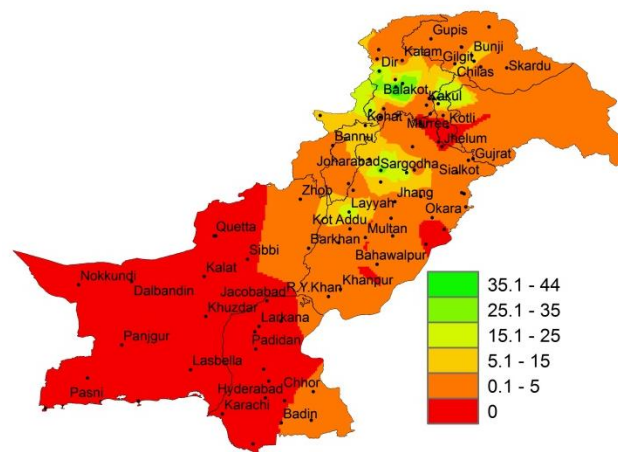 Gupis
Kalam
Gilgit
Bunji
Dir
Chilas
Skardu
Balakot
Kakul
Kohat
Murree
Kotli
Bannu
Jhelum
Joharabad
Sargodha
Gujrat
Sialkot
Zhob
Jhang
Layyah
Okara
Kot Addu
Quetta
Barkhan
Multan
Sibbi
Bahawalpur
Nokkundi
Kalat
Dalbandin
Jacobabad
R.Y.Khan
Khanpur
Khuzdar
Larkana
Panjgur
Padidan
Lasbella
Pasni
Hyderabad
Chhor
Karachi
Badin
35.1 - 44
25.1 - 35
15.1 - 25
5.1 - 15
0.1 - 5
0